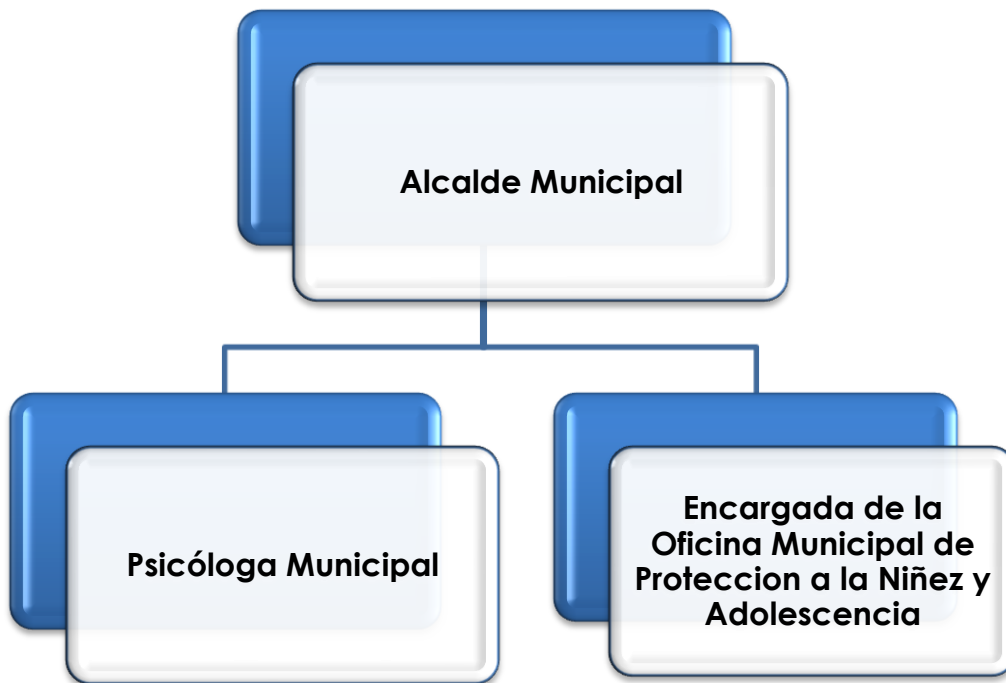 Alcalde Municipal
Psicóloga Municipal
Encargada de la
Oficina Municipal de
Proteccion a la Niñez y
Adolescencia